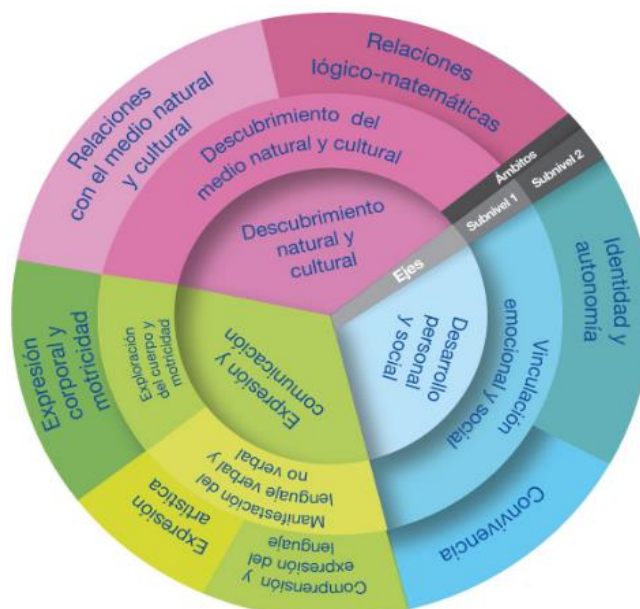 Relaciones
lógico-matemáticas
Relaciones
con el medio natural
y cultural
Descubrimiento del
medio natural y cultural
Descubrimiento
natural y
cultural
Ámbitos
Subnivel 1
Subnivel 2
Ejes
Identidad y
autonomía
Vinculación
emocional y social
Desarrollo
personal
y social
Convivencia
Expresión y
comunicación
Exploración
del cuerpo y
motricidad
Expresión
corporal y
motricidad
Manifestación del
lenguaje verbal y
no verbal
Expresión
artística
Comprensión y
expresión del
lenguaje